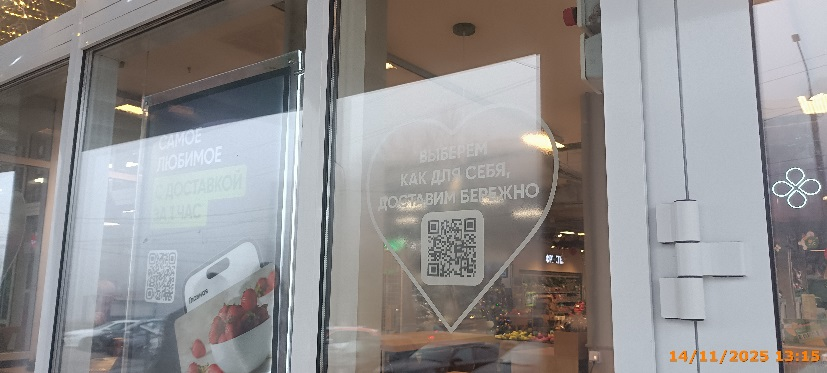 САМОЕ
ЛЮБИМОЕ
С ДОСТАВКОЙ
ЗА 1 ЧАС
ВЫБЕРЕМ
КАК ДЛЯ СЕБЯ,
ДОСТАВИМ БЕРЕЖНО
14/11/2025 13:15